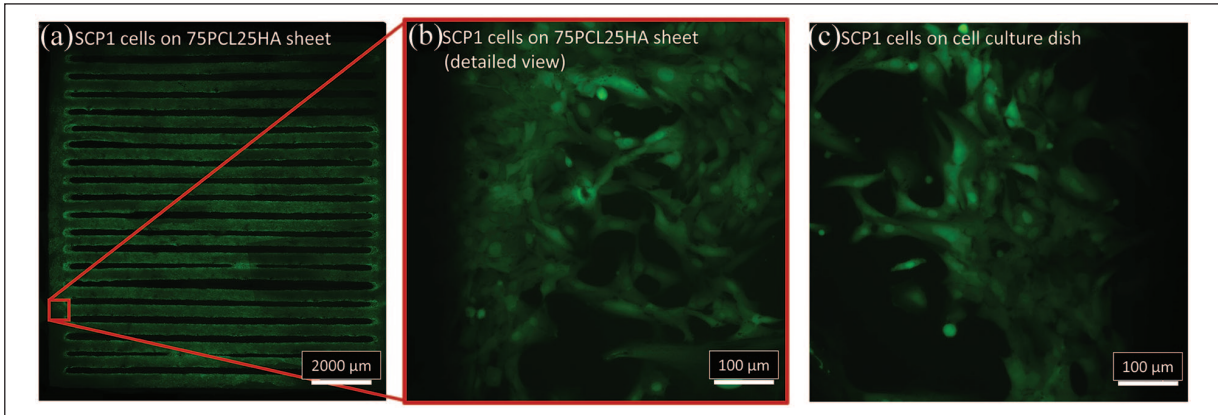 (a) SCP1 cells on 75PCL25HA sheet
2000 µm
(b) SCP1 cells on 75PCL25HA sheet
(detailed view)
100 µm
(c) SCP1 cells on cell culture dish
100 µm